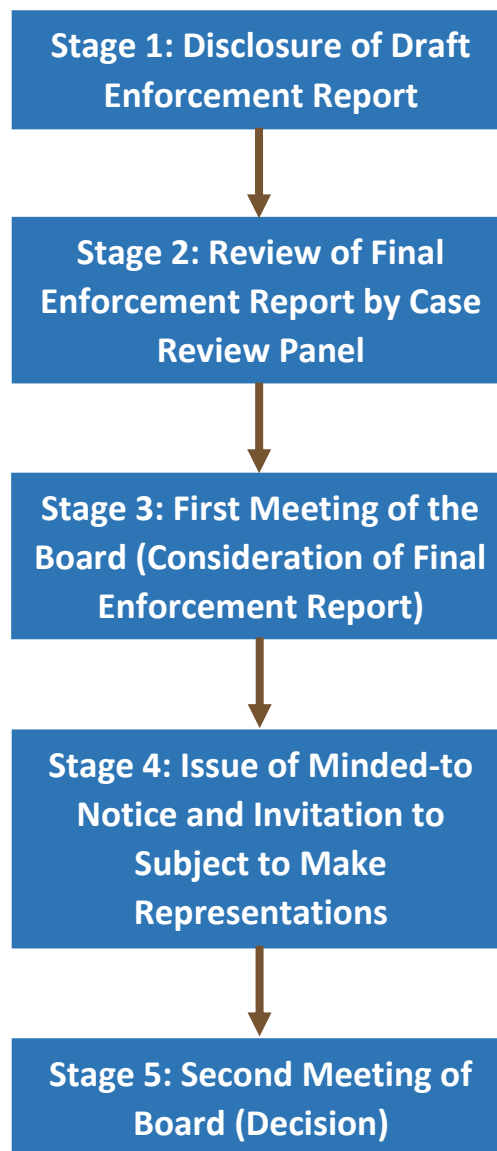 Stage 1: Disclosure of Draft
Enforcement Report
Stage 2: Review of Final
Enforcement Report by Case
Review Panel
Stage 3: First Meeting of the
Board (Consideration of Final
Enforcement Report)
Stage 4: Issue of Minded-to
Notice and Invitation to
Subject to Make
Representations
Stage 5: Second Meeting of
Board (Decision)